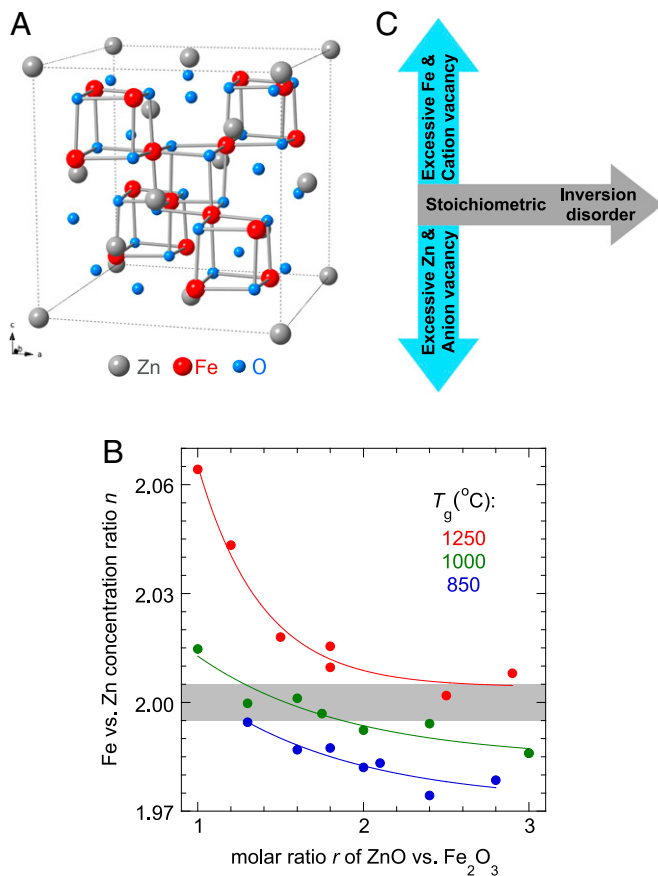 A
c
b
a
Zn
Fe
O
C
Excessive Fe &
Cation vacancy
Stoichiometric
Inversion
disorder
Excessive Zn &
Anion vacancy
B
Fe vs. Zn concentration ratio n
2.06
2.03
2.00
1.97
Tg(°C):
1250
1000
850
1
2
3
molar ratio r of ZnO vs. Fe₂O₃